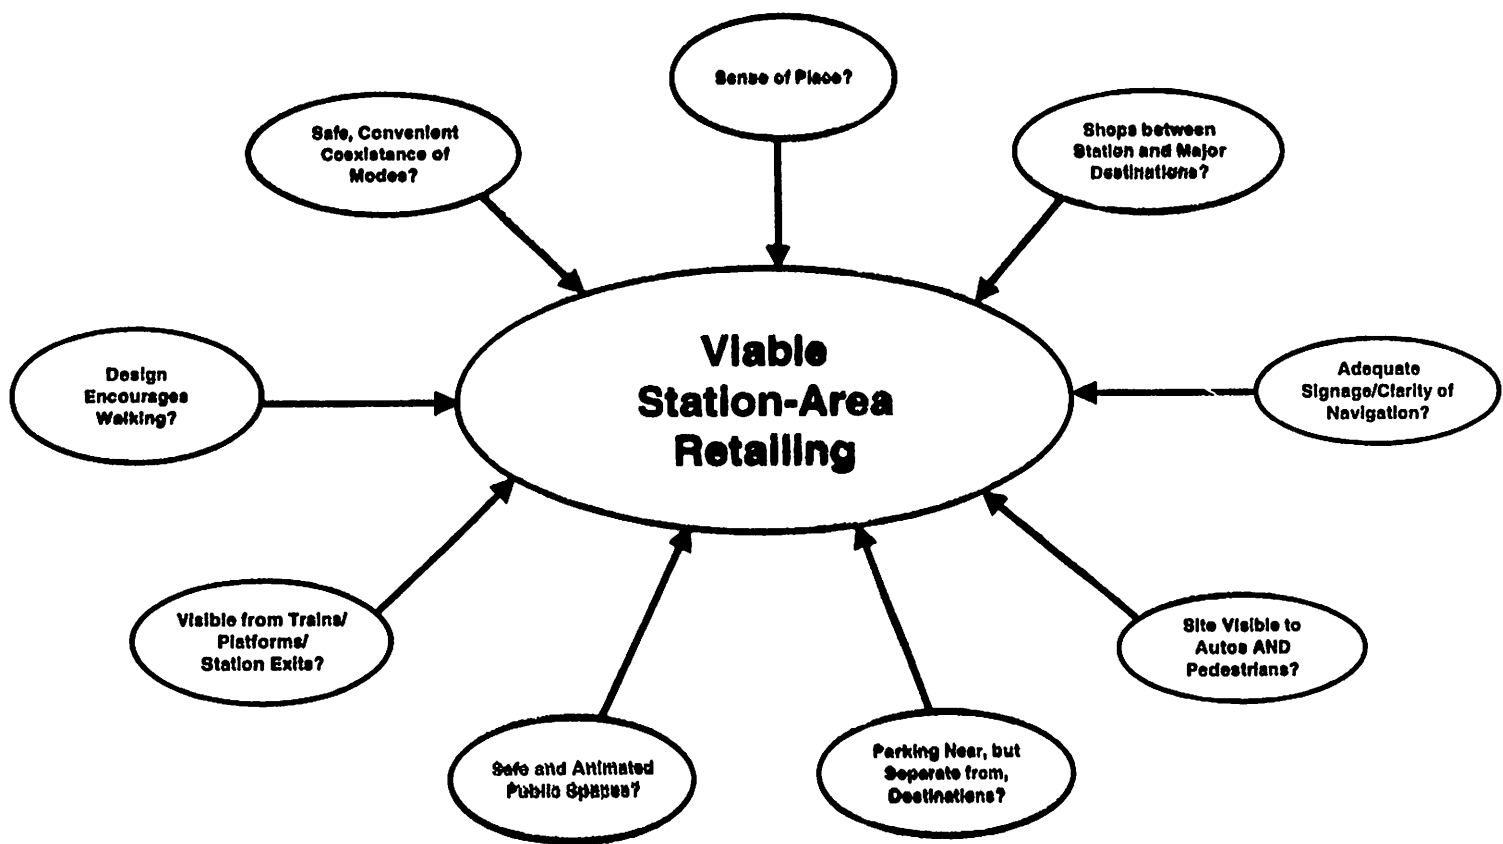 Sense of Place?
Safe, Convenient
Coexistance of
Modes?
Shops between
Station and Major
Destinations?
Viable
Station-Area
Retailing
Design
Encourages
Walking?
Adequate
Signage/Clarity of
Navigation?
Visible from Trains/
Platforms/
Station Exits?
Site Visible to
Autos AND
Pedestrians?
Safe and Animated
Public Spaces?
Parking Near, but
Separate from,
Destinations?